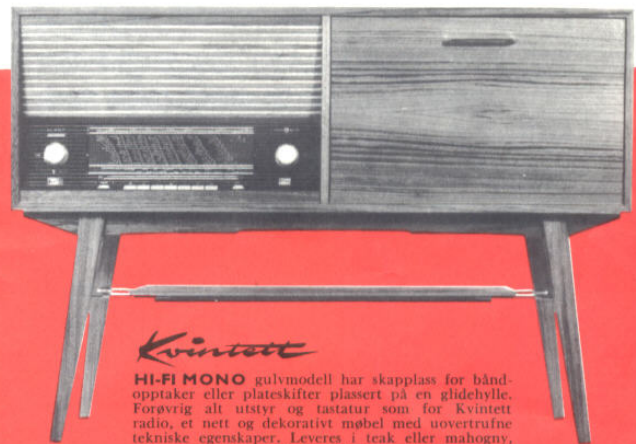 Kvintett
HI-FI MONO gulvmodell har skapplass for bånd-
opptaker eller plateskifter plassert på en glidehylle.
Forøvrig alt utstyr og tastatur som for Kvintett
radio, et nett og dekorativt møbel med uovertrufne
tekniske egenskaper. Leveres i teak eller mahogny.